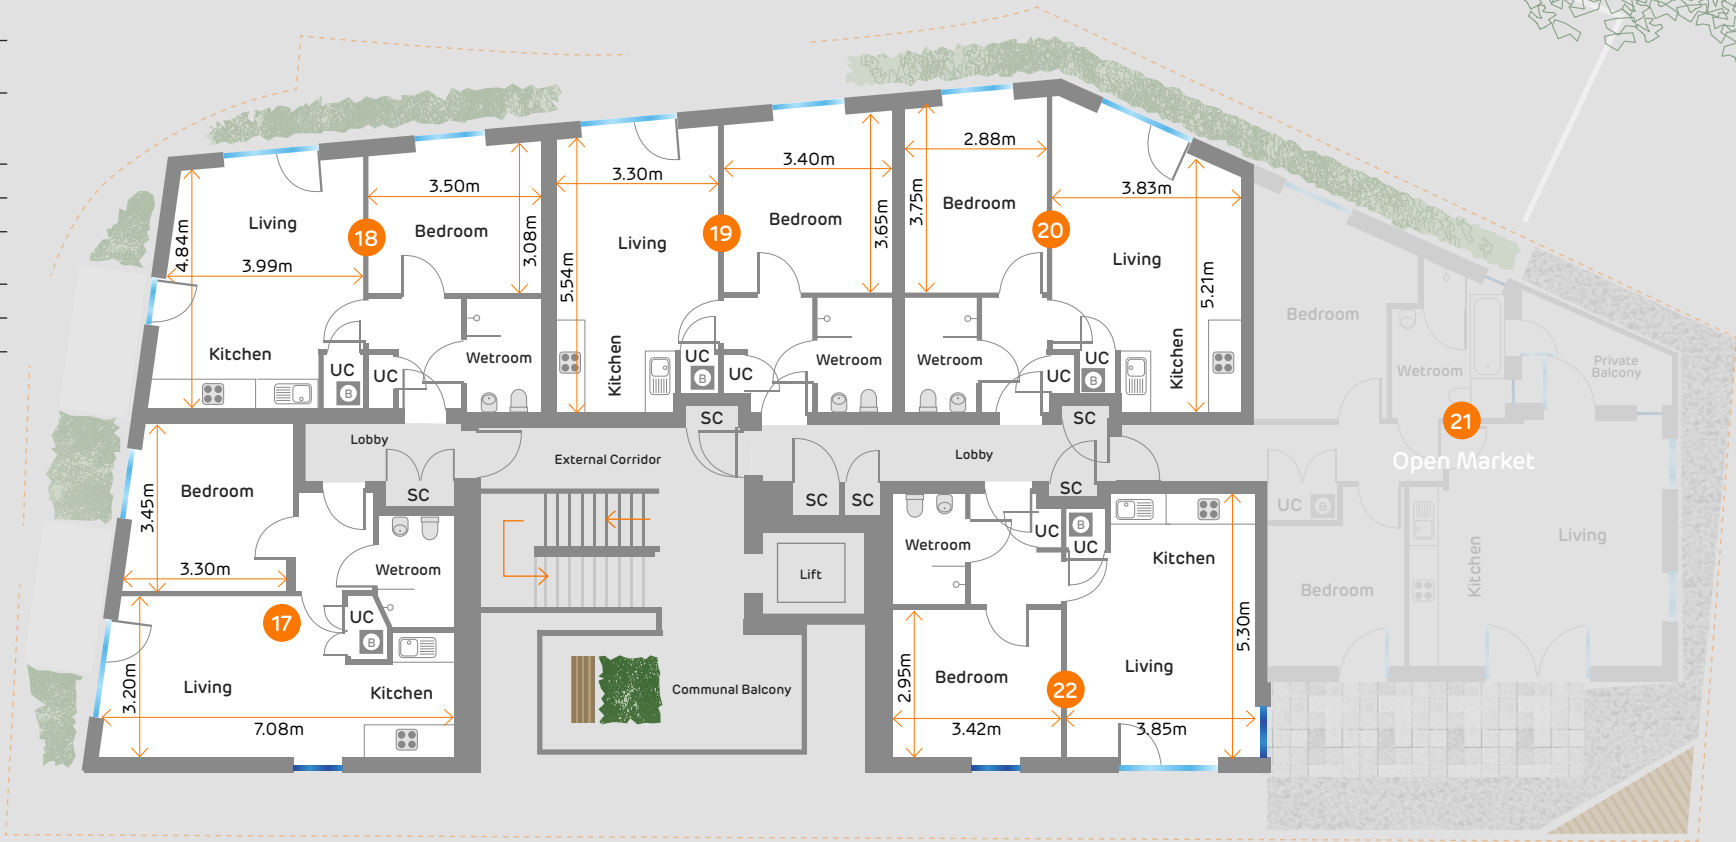 18
Living
4.84m
3.99m
Kitchen
UC
B
3.50m
Bedroom
3.08m
UC
Wetroom
19
3.30m
Living
5.54m
Kitchen
UC
B
3.40m
Bedroom
3.65m
UC
Wetroom
20
2.88m
3.75m
Bedroom
Wetroom
UC
UC
B
3.83m
Living
5.21m
Kitchen
Lobby
SC
External Corridor
SC
Lobby
SC
SC
SC
SC
Lift
Communal Balcony
17
Bedroom
3.45m
3.30m
Wetroom
UC
B
3.20m
Living
Kitchen
7.08m
22
Wetroom
UC
B
UC
Kitchen
Bedroom
2.95m
3.42m
Living
5.30m
3.85m
21
Open Market
Bedroom
Wetroom
Private
Balcony
UC
B
Bedroom
Kitchen
Living